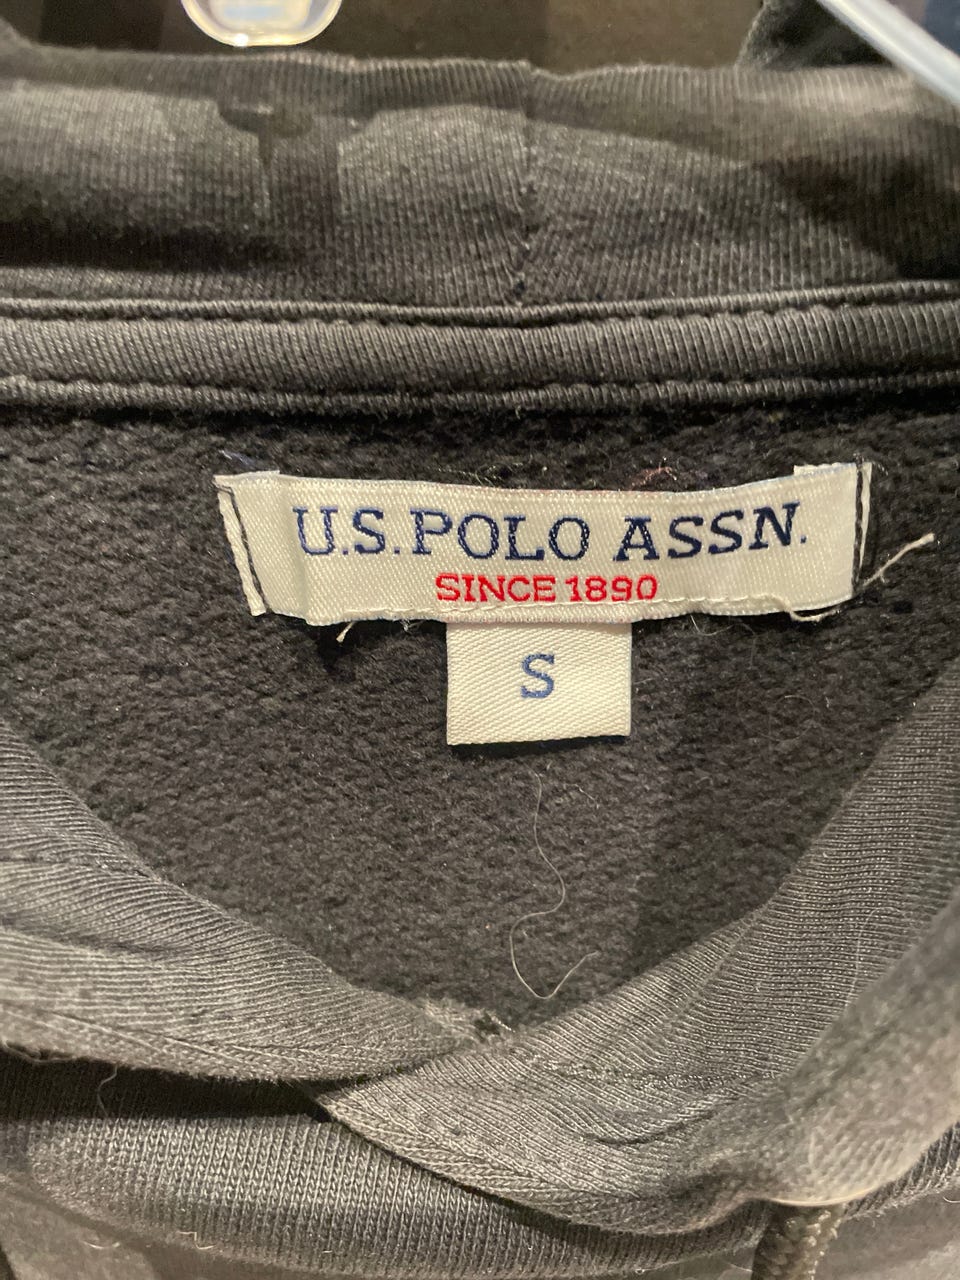 U.S. POLO ASSN.
SINCE 1890
S